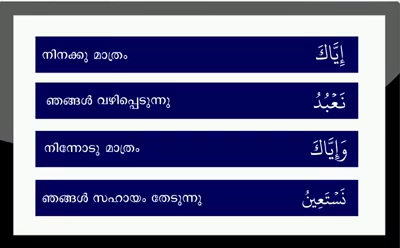 നിനക്കു മാത്രം إِيَّاكَ
ഞങ്ങൾ വഴിപ്പെടുന്നു نَعْبُدُ
നിന്നോടു മാത്രം وَإِيَّاكَ
ഞങ്ങൾ സഹായം തേടുന്നു نَسْتَعِينُ